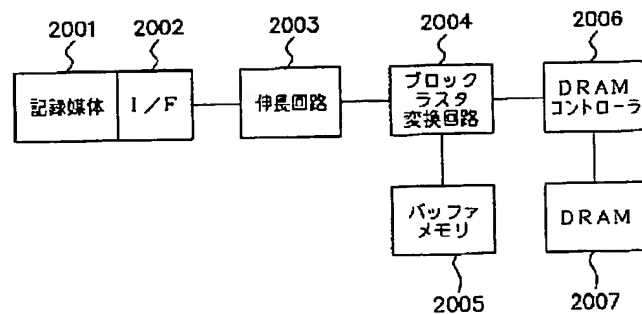 2001
2002
2003
2004
2006
記録媒体
I/F
伸長回路
ブロック
ラスタ
変換回路
DRAM
コントローラ
バッファ
メモリ
DRAM
2005
2007